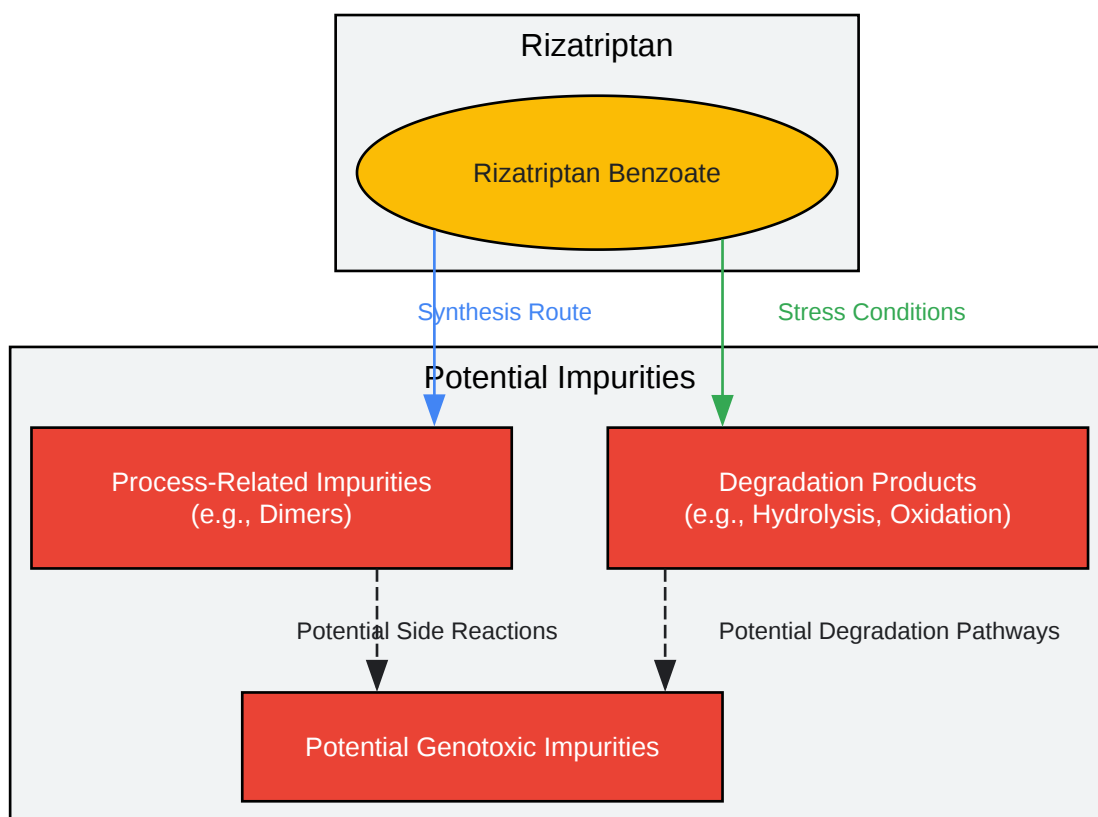 Rizatriptan
Rizatriptan Benzoate
Synthesis Route
Stress Conditions
Potential Impurities
Process-Related Impurities
(e.g., Dimers)
Degradation Products
(e.g., Hydrolysis, Oxidation)
Potential Side Reactions
Potential Degradation Pathways
Potential Genotoxic Impurities